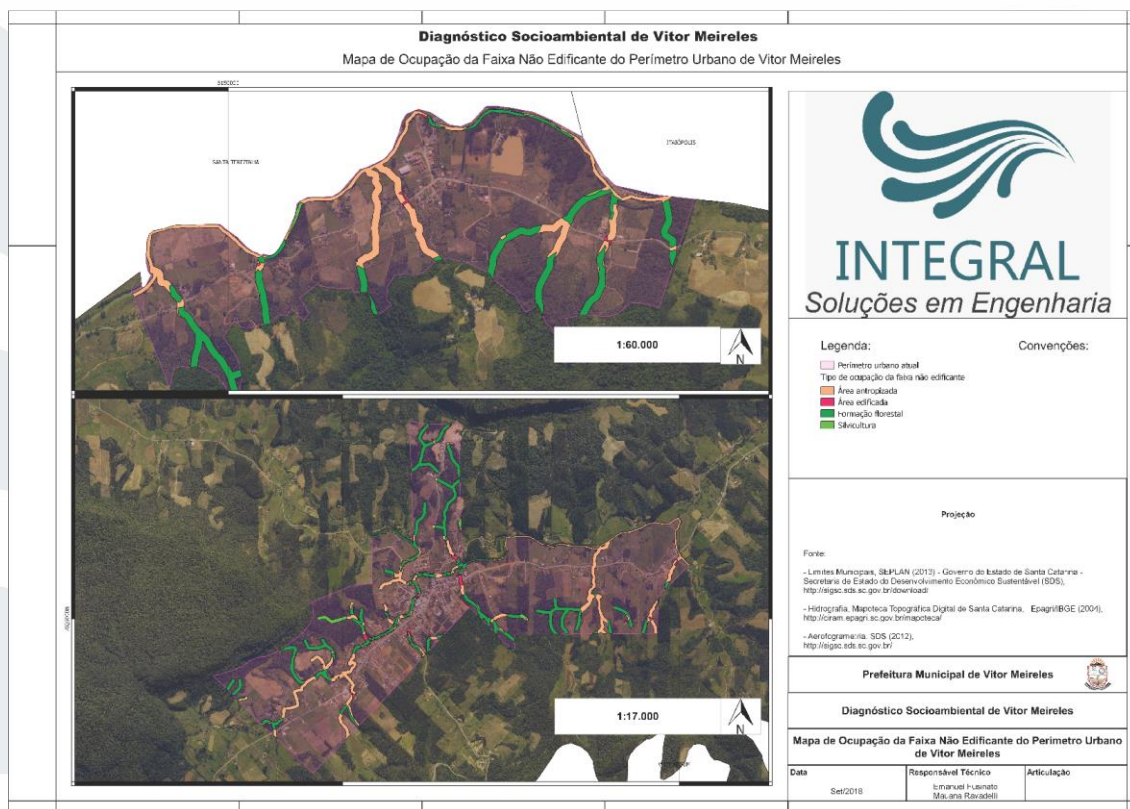 Diagnóstico Socioambiental de Vitor Meireles
Mapa de Ocupação da Faixa Não Edificante do Perímetro Urbano de Vitor Meireles
SANTA TEREZINHA
ITAIÓPOLIS
1:60.000
N
1:17.000
N
INTEGRAL
Soluções em Engenharia
Legenda:
Convenções:
Perímetro urbano atual
Tipo de ocupação da faixa não edificante
Área antropizada
Área edificada
Formação florestal
Silvicultura
Projeção
Fonte:
- Limites Municipais, SEPLAN (2013) - Governo do Estado de Santa Catarina -
Secretaria de Estado do Desenvolvimento Econômico Sustentável (SDS),
http://sigsc.sds.sc.gov.br/download/
- Hidrografia, Mapoteca Topográfica Digital de Santa Catarina, Epagri/IBGE (2004),
http://ciram.epagri.sc.gov.br/mapoteca/
- Aerofogrametria, SDS (2012),
http://sigsc.sds.sc.gov.br/
Prefeitura Municipal de Vitor Meireles
Diagnóstico Socioambiental de Vitor Meireles
Mapa de Ocupação da Faixa Não Edificante do Perimetro Urbano
de Vitor Meireles
Data
Responsável Técnico
Articulação
Set/2018
Emanuel Fusinato
Mauana Ravadelli